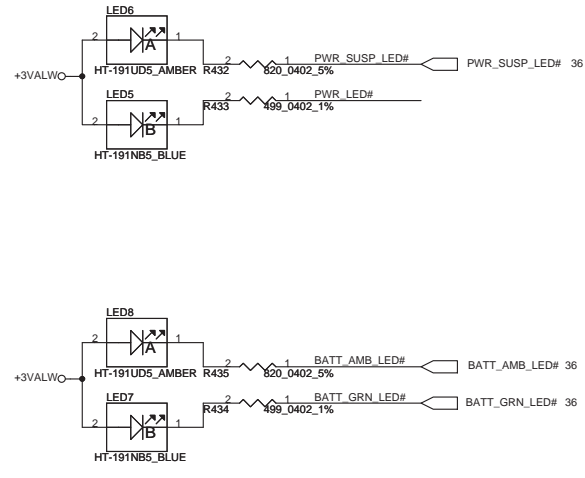 LED6
2 A 1
2 1 PWR_SUSP_LED# PWR_SUSP_LED# 36
HT-191UD5_AMBER R432 820_0402_5%
+3VALW
LED5
2 B 1
2 1 PWR_LED#
R433 499_0402_1%
HT-191NB5_BLUE
LED8
2 A 1
2 1 BATT_AMB_LED# BATT_AMB_LED# 36
HT-191UD5_AMBER R435 820_0402_5%
+3VALW
LED7
2 B 1
2 1 BATT_GRN_LED# BATT_GRN_LED# 36
R434 499_0402_1%
HT-191NB5_BLUE